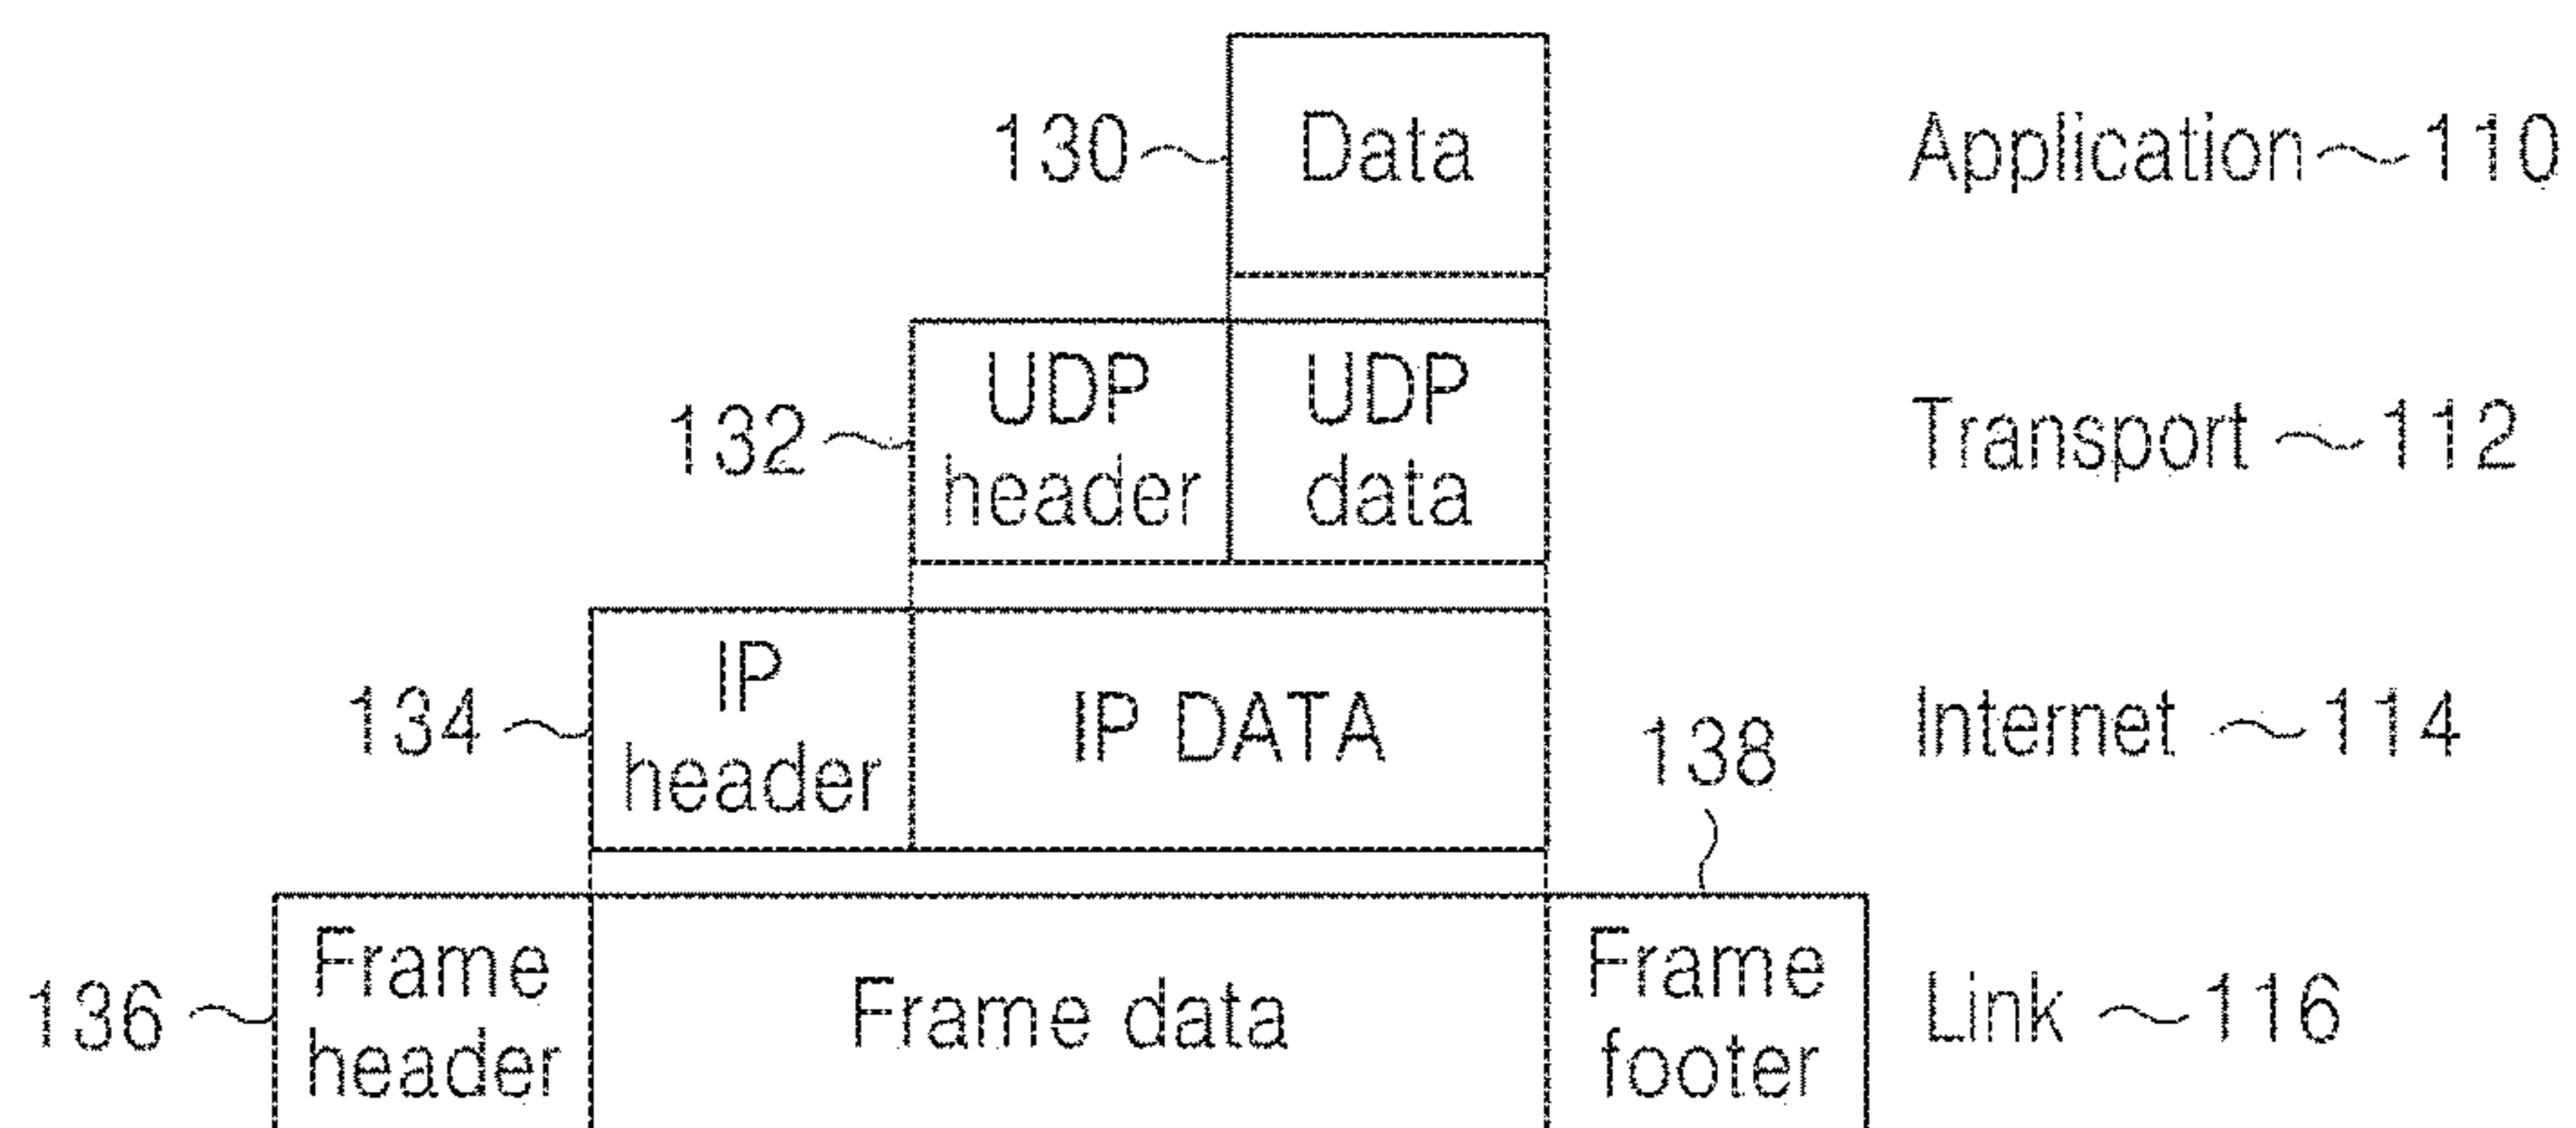 130 Data Application 110
132 UDP header UDP data Transport 112
134 IP header IP DATA Internet 114
138
136 Frame header Frame data Frame footer Link 116